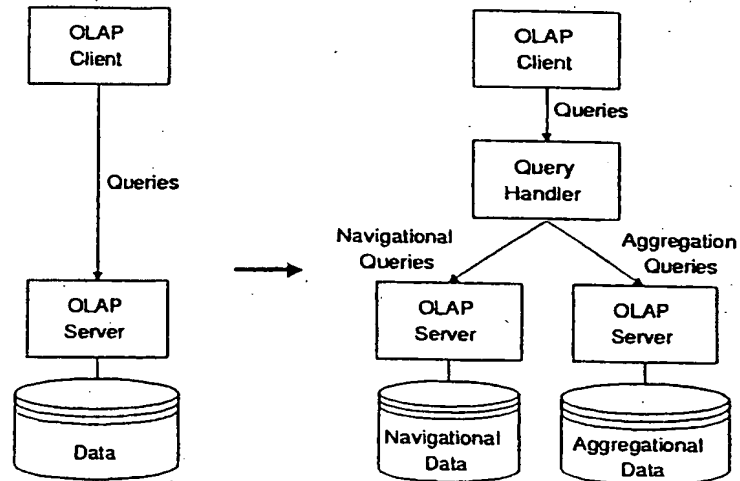 OLAP
Client
Queries
OLAP
Server
Data
OLAP
Client
Queries
Query
Handler
Navigational
Queries
Aggregation
Queries
OLAP
Server
OLAP
Server
Navigational
Data
Aggregational
Data